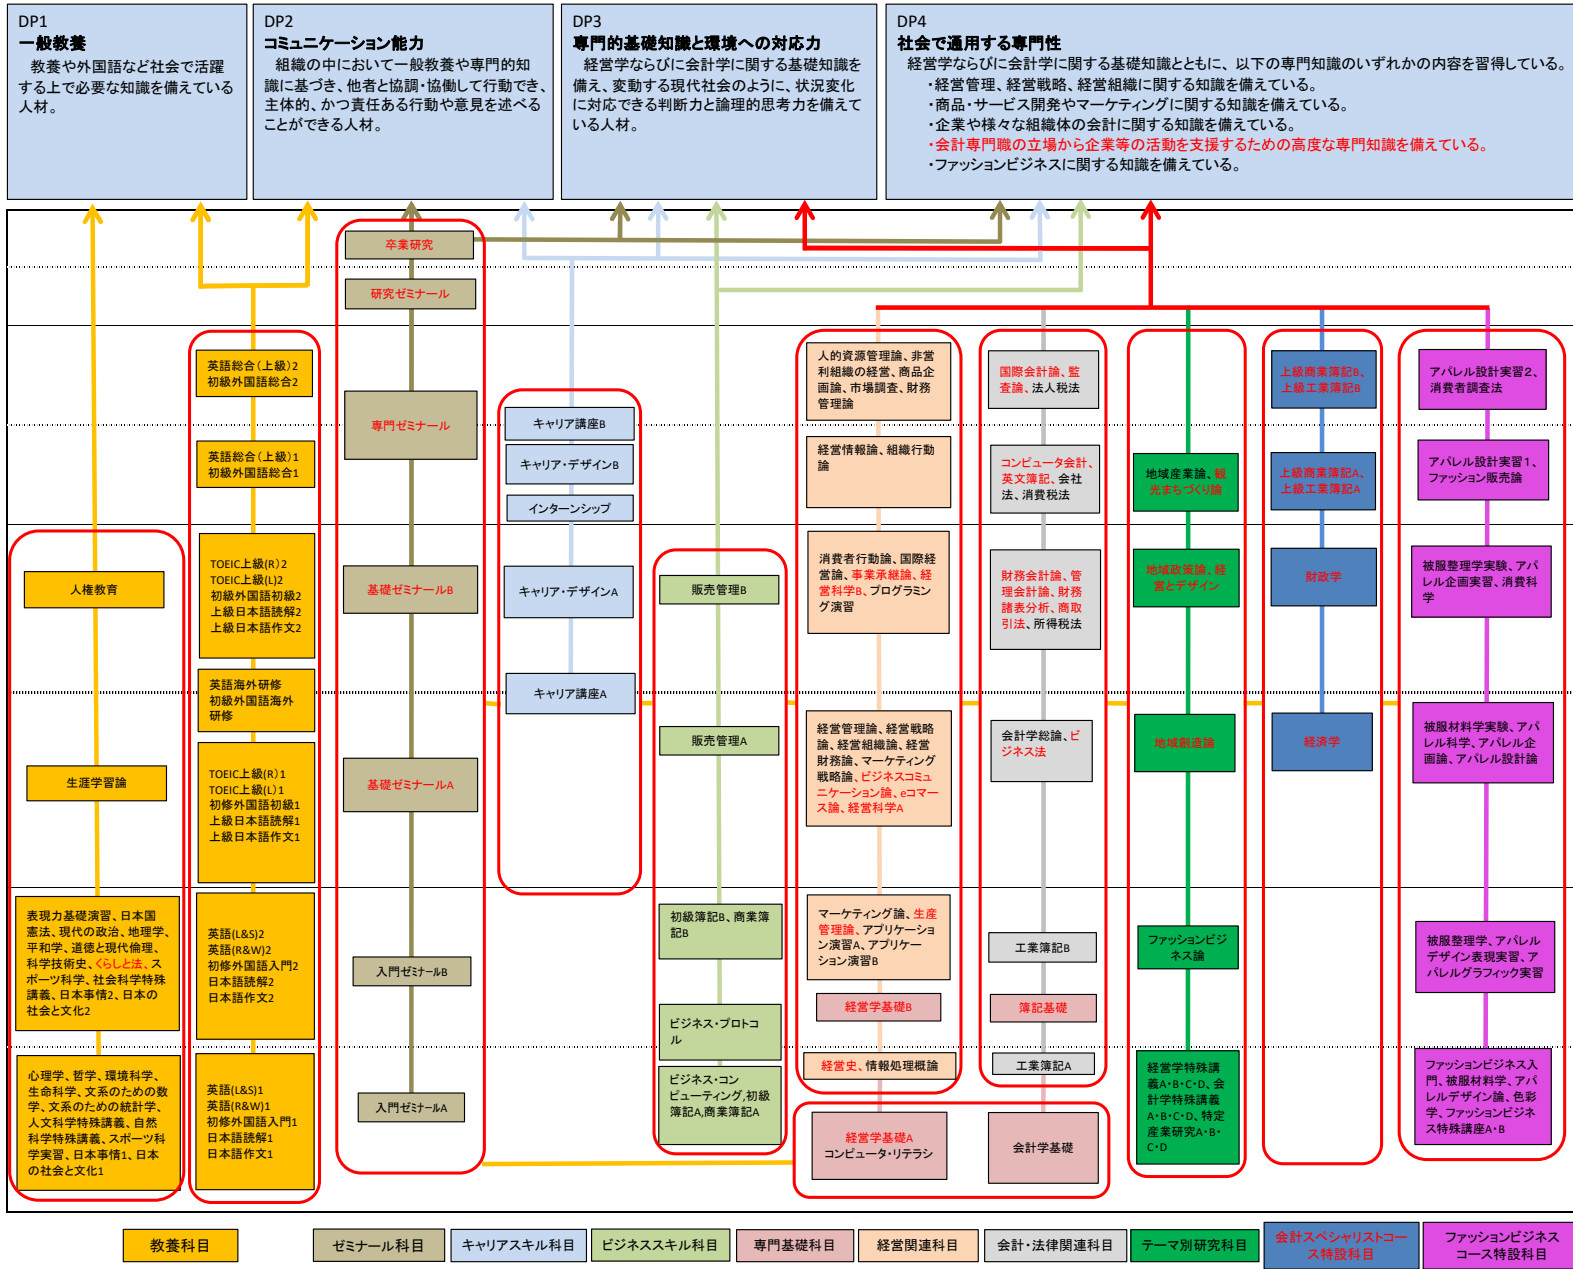 DP1
一般教養
教養や外国語など社会で活躍
する上で必要な知識を備えている
人材。
DP2
コミュニケーション能力
組織の中において一般教養や専門的知
識に基づき、他者と協調・協働して行動でき、
主体的、かつ責任ある行動や意見を述べる
ことができる人材。
DP3
専門的基礎知識と環境への対応力
経営学ならびに会計学に関する基礎知識を
備え、変動する現代社会のように、状況変化
に対応できる判断力と論理的思考力を備えて
いる人材。
DP4
社会で通用する専門性
経営学ならびに会計学に関する基礎知識とともに、以下の専門知識のいずれかの内容を習得している。
・経営管理、経営戦略、経営組織に関する知識を備えている。
・商品・サービス開発やマーケティングに関する知識を備えている。
・企業や様々な組織体の会計に関する知識を備えている。
・会計専門職の立場から企業等の活動を支援するための高度な専門知識を備えている。
・ファッションビジネスに関する知識を備えている。
人権教育
生涯学習論
表現力基礎演習、日本国
憲法、現代の政治、地理学、
平和学、道徳と現代倫理、
科学技術史、くらしと法、ス
ポーツ科学、社会科学特殊
講義、日本事情2、日本の
社会と文化2
心理学、哲学、環境科学、
生命科学、文系のための数
学、文系のための統計学、
人文科学特殊講義、自然
科学特殊講義、スポーツ科
学実習、日本事情1、日本
の社会と文化1
英語総合(上級)2
初級外国語総合2
英語総合(上級)1
初級外国語総合1
TOEIC上級(R)2
TOEIC上級(L)2
初級外国語初級2
上級日本語読解2
上級日本語作文2
英語海外研修
初級外国語海外
研修
TOEIC上級(R)1
TOEIC上級(L)1
初修外国語初級1
上級日本語読解1
上級日本語作文1
英語(L&S)2
英語(R&W)2
初修外国語入門2
日本語読解2
日本語作文2
英語(L&S)1
英語(R&W)1
初修外国語入門1
日本語読解1
日本語作文1
卒業研究
研究ゼミナール
専門ゼミナール
基礎ゼミナールB
基礎ゼミナールA
入門ゼミナールB
入門ゼミナールA
キャリア講座B
キャリア・デザインB
インターンシップ
キャリア・デザインA
キャリア講座A
販売管理B
販売管理A
初級簿記B、商業簿
記B
ビジネス・プロトコ
ル
ビジネス・コン
ピューティング,初級
簿記A,商業簿記A
人的資源管理論、非営
利組織の経営、商品企
画論、市場調査、財務
管理論
経営情報論、組織行動
論
消費者行動論、国際経
営論、事業承継論、経
営科学B、プログラミン
グ演習
経営管理論、経営戦略
論、経営組織論、経営
財務論、マーケティング
戦略論、ビジネスコミュ
ニケーション論、eコマー
ス論、経営科学A
マーケティング論、生産
管理論、アプリケーショ
ン演習A、アプリケー
ション演習B
経営学基礎B
経営史、情報処理概論
経営学基礎A
コンピュータ・リテラシ
国際会計論、監
査論、法人税法
コンピュータ会計、
英文簿記、会社
法、消費税法
財務会計論、管
理会計論、財務
諸表分析、商取
引法、所得税法
会計学総論、ビ
ジネス法
工業簿記B
簿記基礎
工業簿記A
会計学基礎
地域産業論、観
光まちづくり論
地域政策論、経
営とデザイン
地域創造論
ファッションビジ
ネス論
経営学特殊講
義A・B・C・D、会
計学特殊講義
A・B・C・D、特定
産業研究A・B・
C・D
上級商業簿記B、
上級工業簿記B
上級商業簿記A、
上級工業簿記A
財政学
経済学
アパレル設計実習2、
消費者調査法
アパレル設計実習1、
ファッション販売論
被服整理学実験、アパ
レル企画実習、消費科
学
被服材料学実験、アパ
レル科学、アパレル企
画論、アパレル設計論
被服整理学、アパレル
デザイン表現実習、ア
パレルグラフィック実習
ファッションビジネス入
門、被服材料学、アパ
レルデザイン論、色彩
学、ファッションビジネ
ス特殊講座A・B
教養科目
ゼミナール科目
キャリアスキル科目
ビジネススキル科目
専門基礎科目
経営関連科目
会計・法律関連科目
テーマ別研究科目
会計スペシャリストコー
ス特設科目
ファッションビジネス
コース特設科目